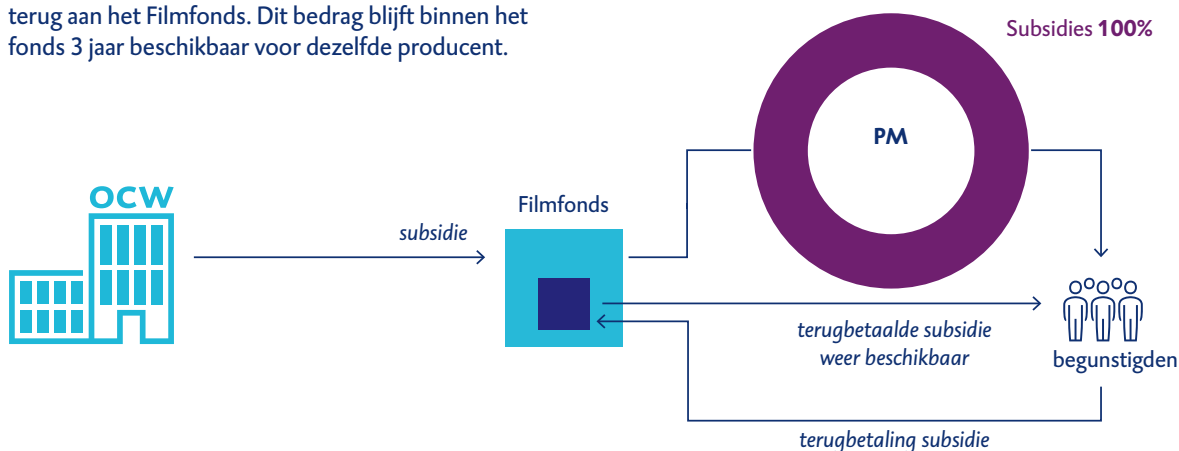 terug aan het Filmfonds. Dit bedrag blijft binnen het
fonds 3 jaar beschikbaar voor dezelfde producent.
Subsidies 100%
PM
OCW
Filmfonds
subsidie
terugbetaalde subsidie
weer beschikbaar
begunstigden
terugbetaling subsidie